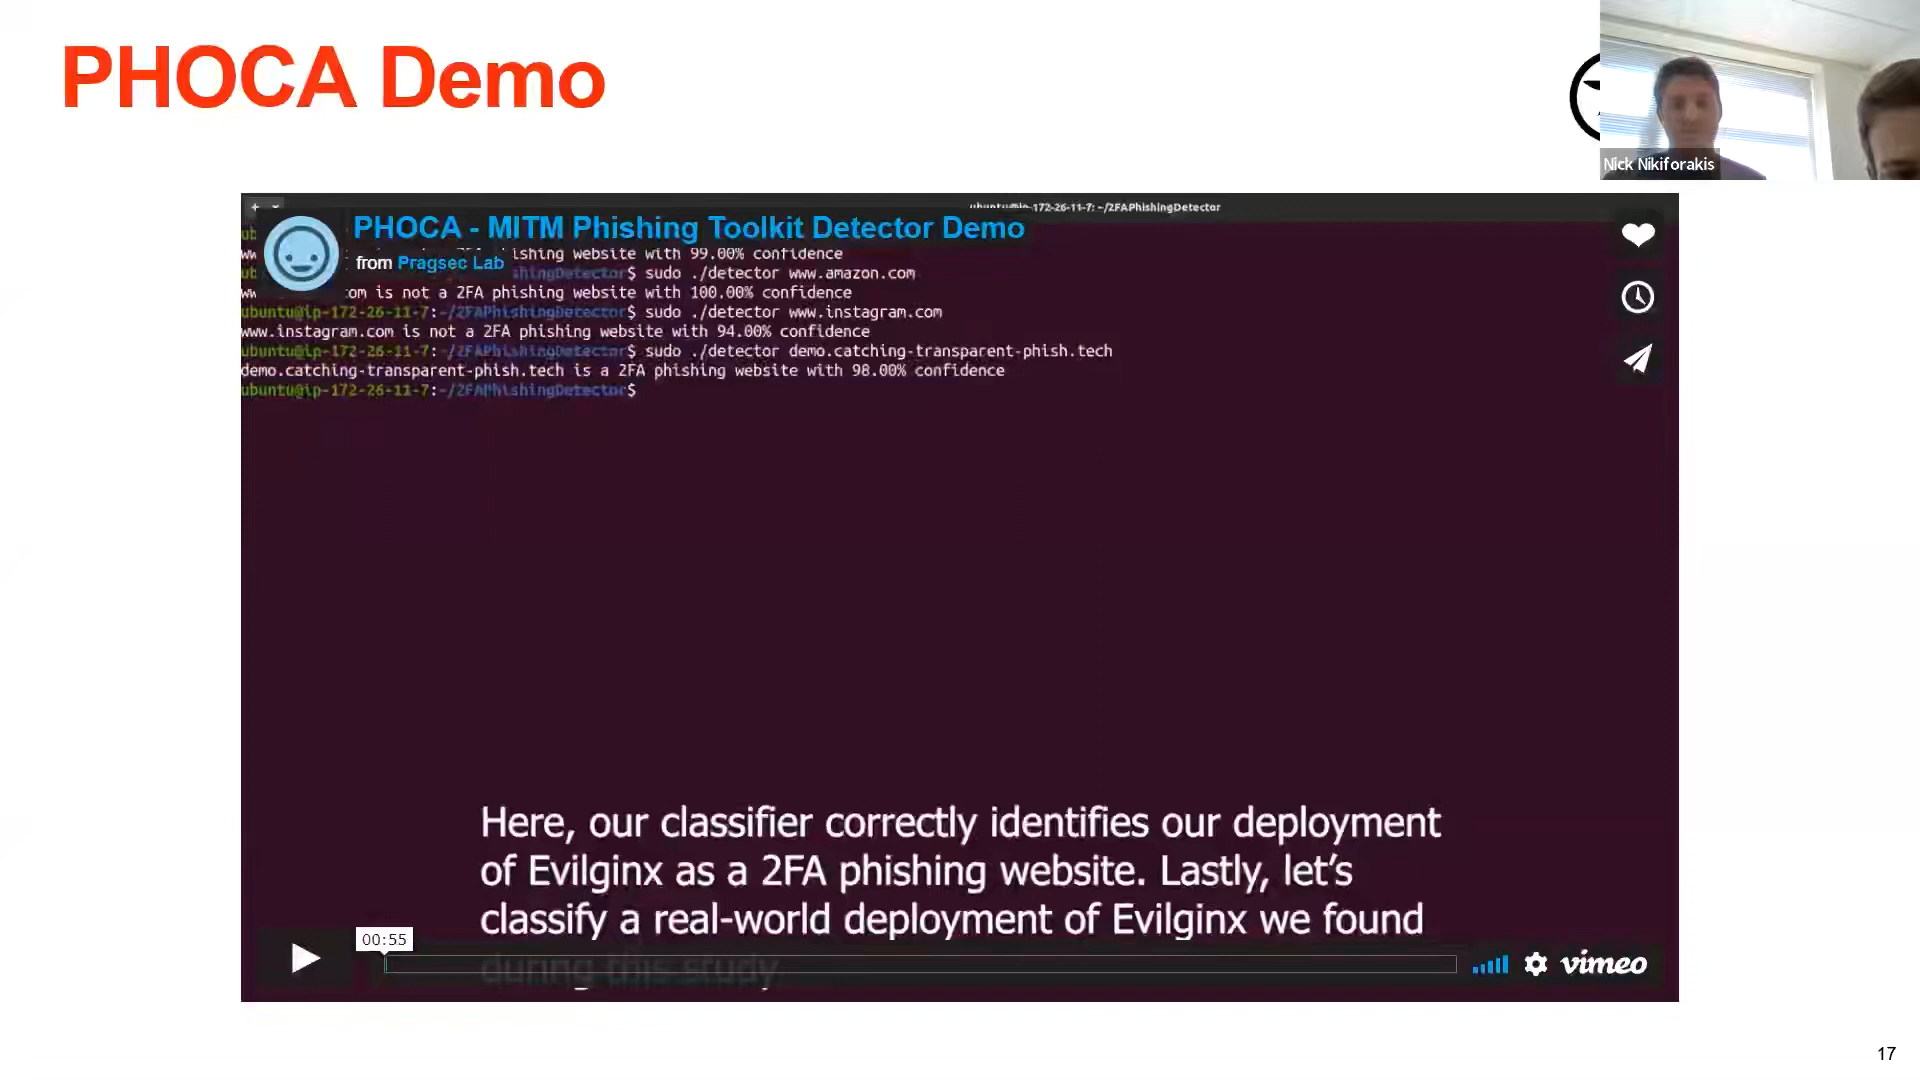 PHOCA Demo
Nick Nikiforakis
ubuntu@ip-172-26-11-7: ~/2FAPhishingDetector
PHOCA - MITM Phishing Toolkit Detector Demo
from Pragsec Lab
ishing website with 99.00% confidence
hingDetector$ sudo ./detector www.amazon.com
om is not a 2FA phishing website with 100.00% confidence
ubuntu@ip-172-26-11-7:~/2FAPhishingDetector$ sudo ./detector www.instagram.com
www.instagram.com is not a 2FA phishing website with 94.00% confidence
ubuntu@ip-172-26-11-7:~/2FAPhishingDetector$ sudo ./detector demo.catching-transparent-phish.tech
demo.catching-transparent-phish.tech is a 2FA phishing website with 98.00% confidence
ubuntu@ip-172-26-11-7:~/2FAPhishingDetector$
Here, our classifier correctly identifies our deployment
of Evilginx as a 2FA phishing website. Lastly, let's
classify a real-world deployment of Evilginx we found
during this study
00:55
vimeo
17